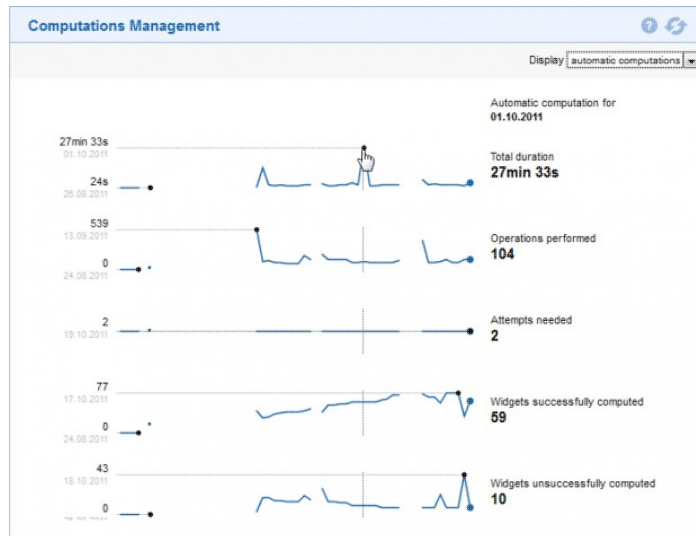 Computations Management
Display automatic computations
Automatic computation for
01.10.2011
27min 33s
01.10.2011
Total duration
27min 33s
24s
28.08.2011
539
13.09.2011
Operations performed
104
0
24.08.2011
2
19.10.2011
Attempts needed
2
77
17.10.2011
Widgets successfully computed
59
0
24.08.2011
43
18.10.2011
Widgets unsuccessfully computed
10
0